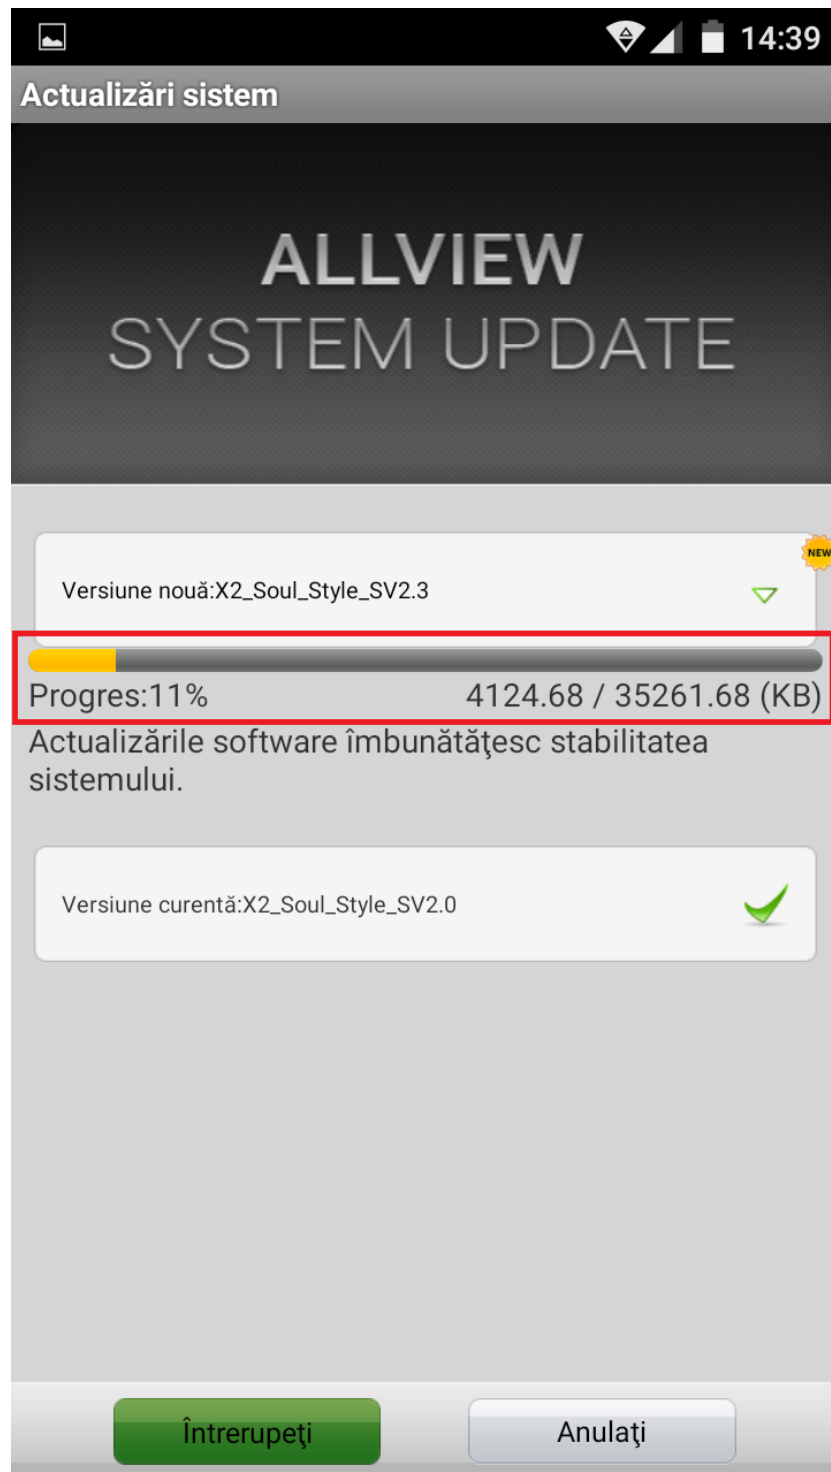 14:39
Actualizări sistem
ALLVIEW
SYSTEM UPDATE
NEW
Versiune nouă:X2_Soul_Style_SV2.3
Progres:11% 4124.68 / 35261.68 (KB)
Actualizările software îmbunătăţesc stabilitatea
sistemului.
Versiune curentă:X2_Soul_Style_SV2.0
Întrerupeţi Anulaţi